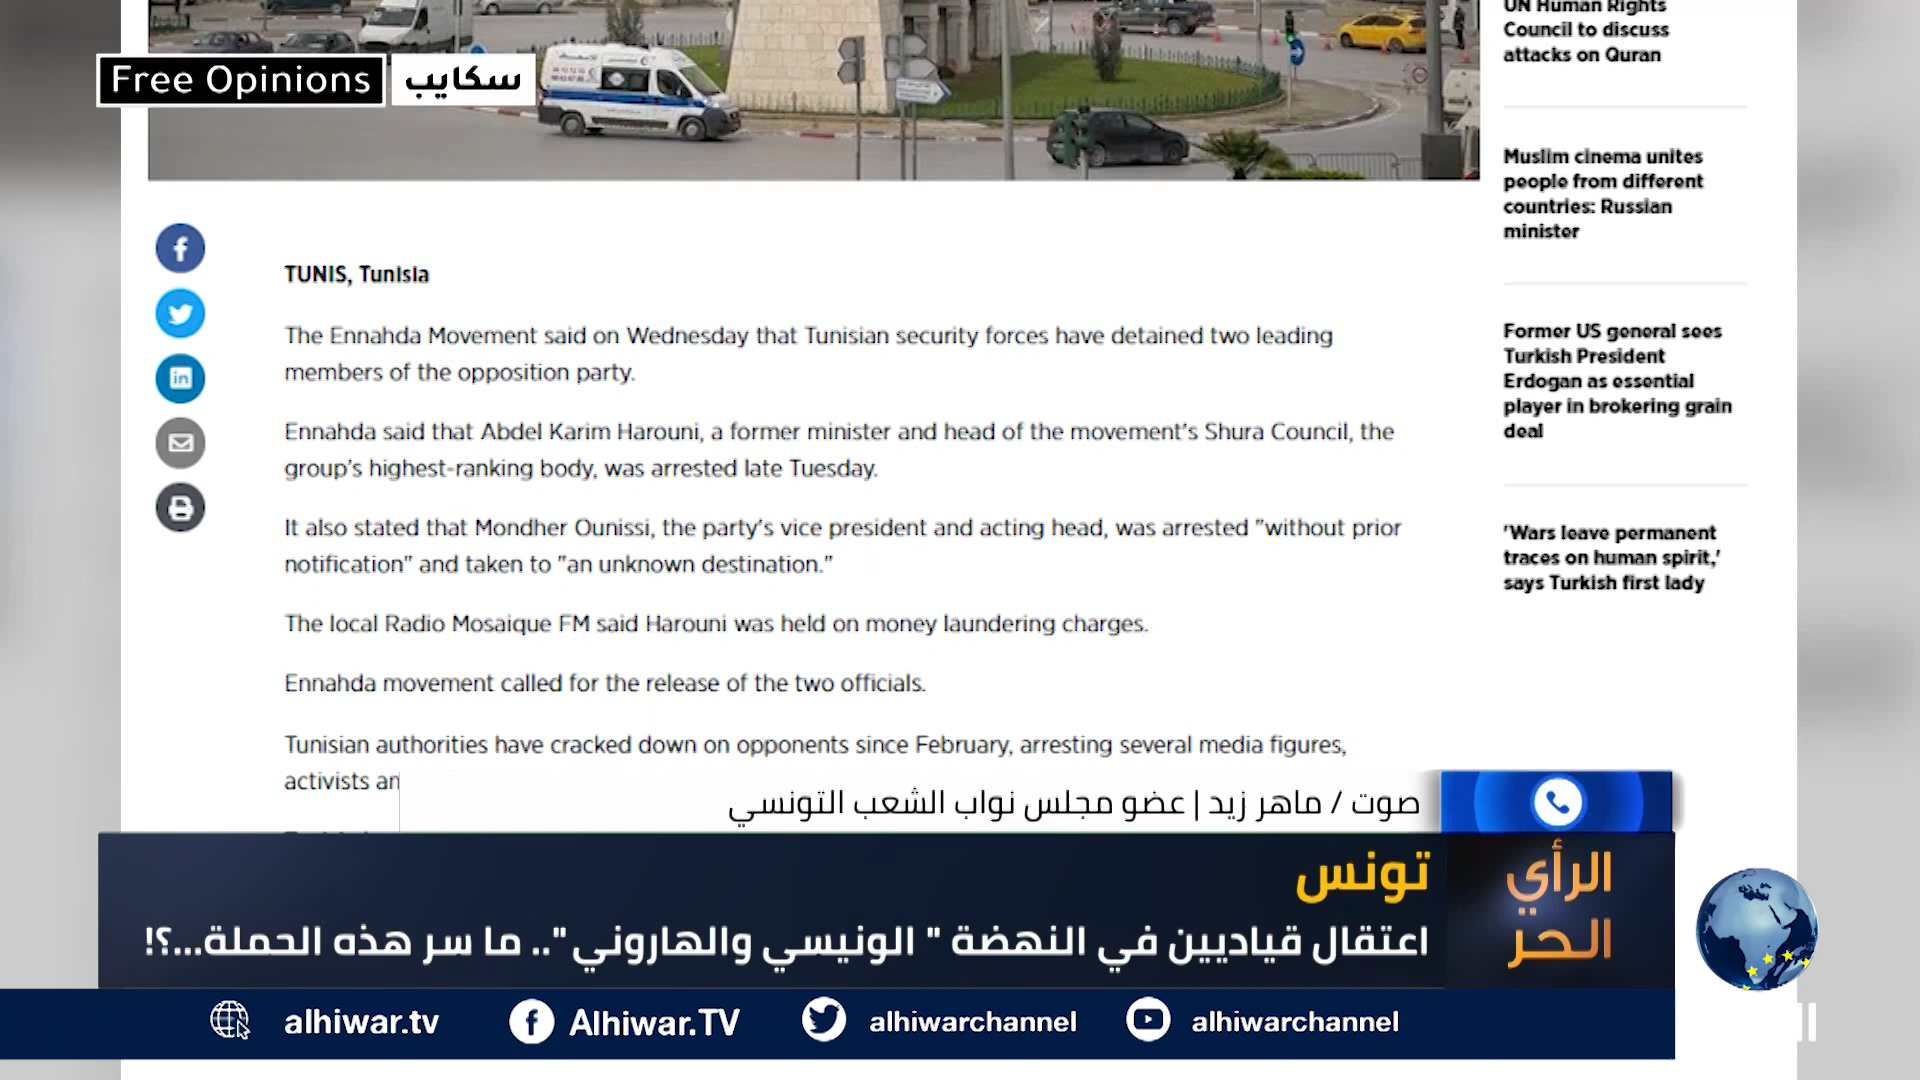 Free Opinions سكايب
UN Human Rights
Council to discuss
attacks on Quran
Muslim cinema unites
people from different
countries: Russian
minister
Former US general sees
Turkish President
Erdogan as essential
player in brokering grain
deal
'Wars leave permanent
traces on human spirit,'
says Turkish first lady
TUNIS, Tunisia
The Ennahda Movement said on Wednesday that Tunisian security forces have detained two leading
members of the opposition party.
Ennahda said that Abdel Karim Harouni, a former minister and head of the movement's Shura Council, the
group's highest-ranking body, was arrested late Tuesday.
It also stated that Mondher Ounissi, the party's vice president and acting head, was arrested "without prior
notification" and taken to "an unknown destination."
The local Radio Mosaique FM said Harouni was held on money laundering charges.
Ennahda movement called for the release of the two officials.
Tunisian authorities have cracked down on opponents since February, arresting several media figures,
activists
صوت / ماهر زيد | عضو مجلس نواب الشعب التونسي
الرأي
الحر
تونس
اعتقال قياديين في النهضة " الونيسي والهاروني".. ما سر هذه الحملة...؟!
alhiwar.tv Alhiwar.TV alhiwarchannel alhiwarchannel